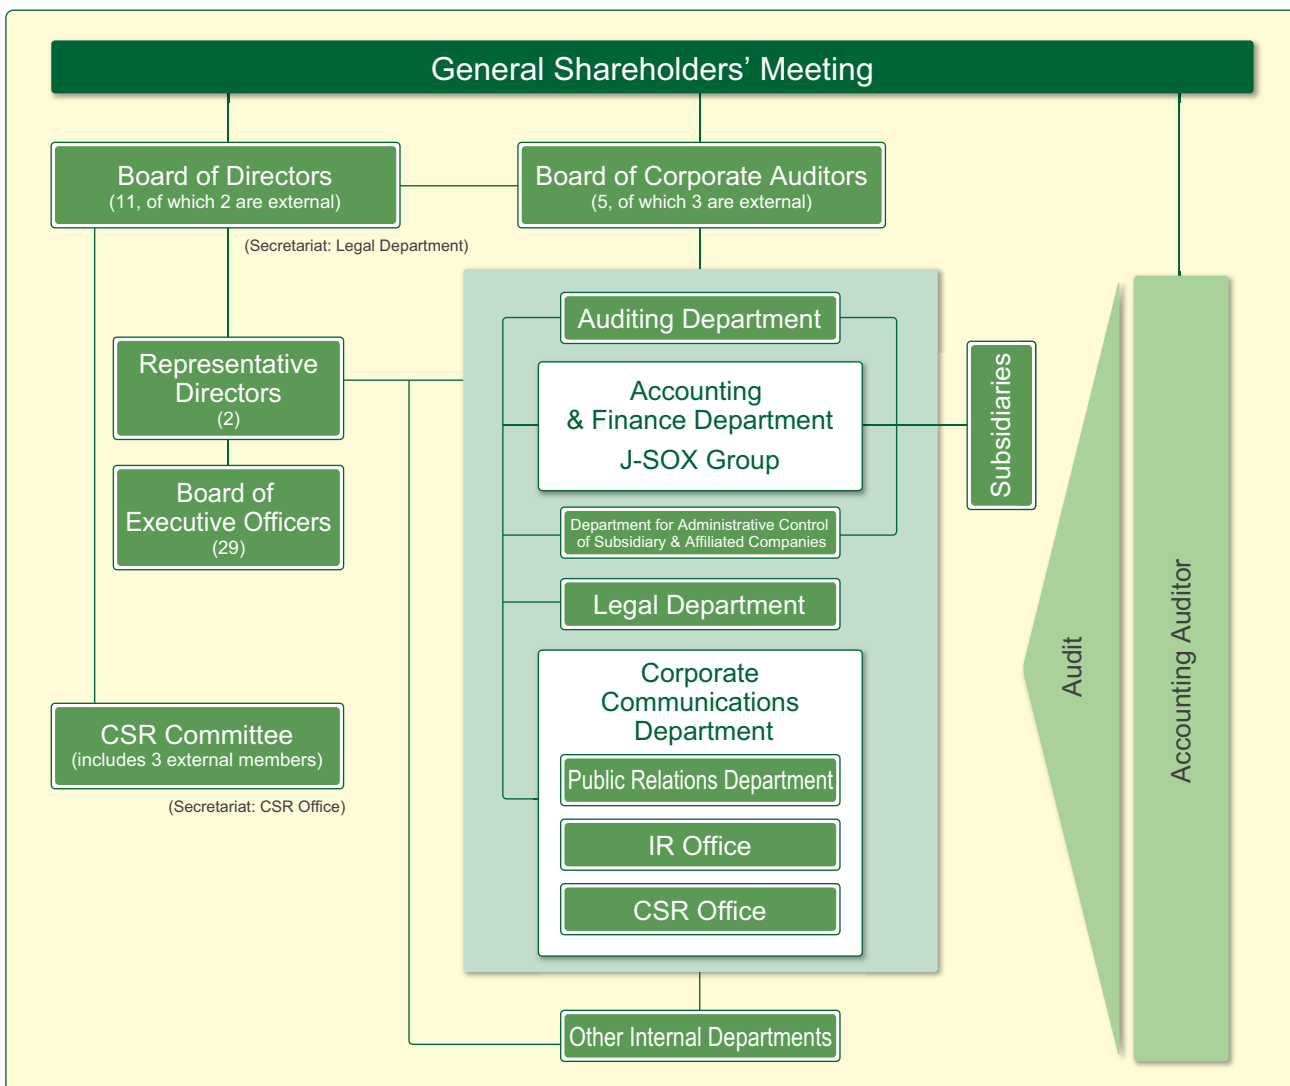 General Shareholders’ Meeting
Board of Directors
(11, of which 2 are external)
Board of Corporate Auditors
(5, of which 3 are external)
(Secretariat: Legal Department)
Representative
Directors
(2)
Board of
Executive Officers
(29)
CSR Committee
(includes 3 external members)
(Secretariat: CSR Office)
Auditing Department
Accounting
& Finance Department
J-SOX Group
Department for Administrative Control
of Subsidiary & Affiliated Companies
Legal Department
Corporate
Communications
Department
Public Relations Department
IR Office
CSR Office
Other Internal Departments
Subsidiaries
Audit
Accounting Auditor